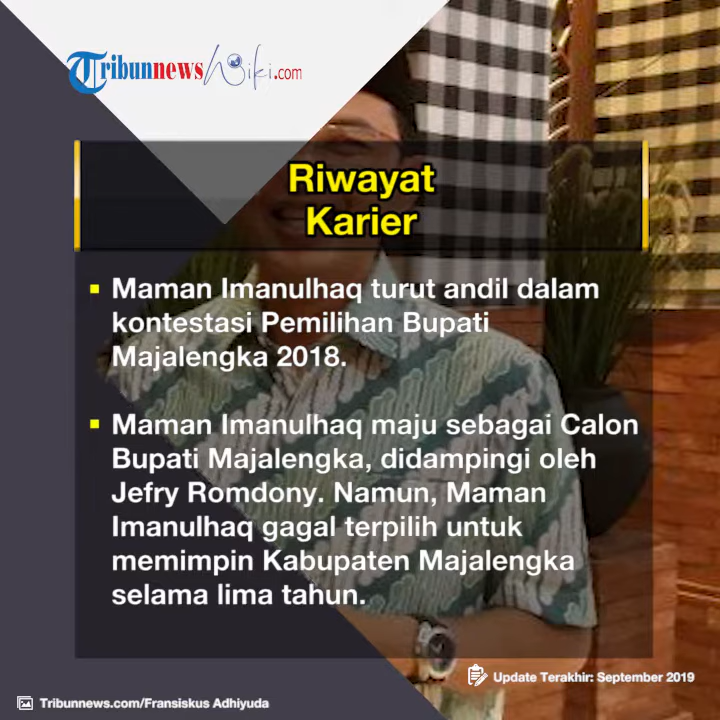 Tribunnewswiki.com
Riwayat
Karier
Maman Imanulhaq turut andil dalam
kontestasi Pemilihan Bupati
Majalengka 2018.
Maman Imanulhaq maju sebagai Calon
Bupati Majalengka, didampingi oleh
Jefry Romdony. Namun, Maman
Imanulhaq gagal terpilih untuk
memimpin Kabupaten Majalengka
selama lima tahun.
Update Terakhir: September 2019
Tribunnews.com/Fransiskus Adhiyuda